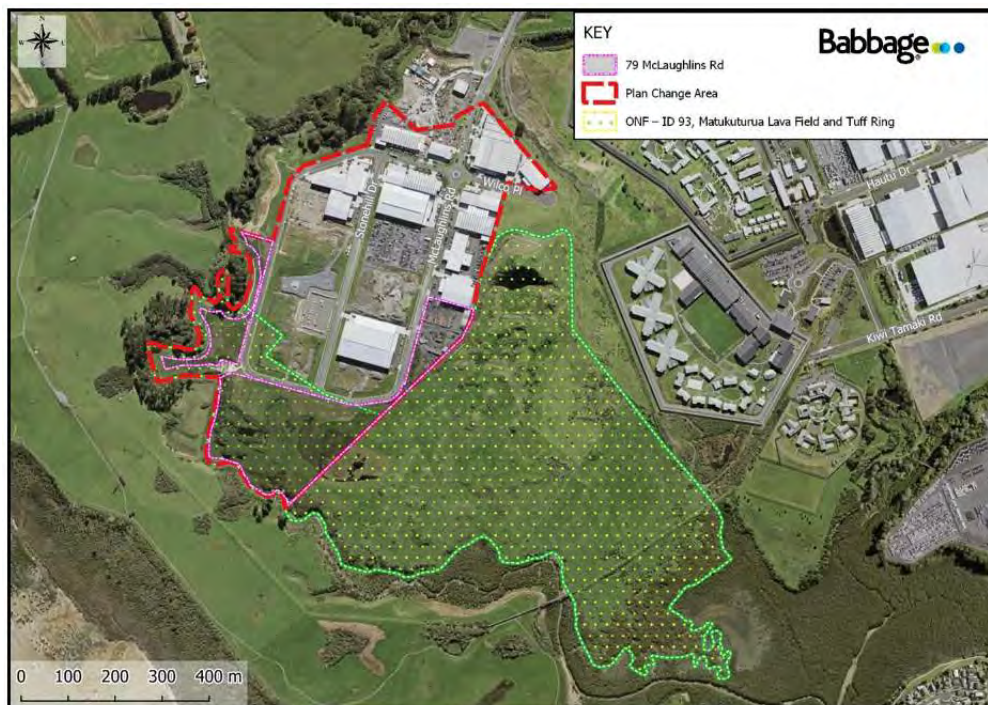 KEY
Babbage
79 McLaughlins Rd
Plan Change Area
ONF – ID 93, Matukuturua Lava Field and Tuff Ring
Wilco Pl
Stonehill Dr
McLaughlins Rd
Hautu Dr
Kiwi Tamaki Rd
0 100 200 300 400 m